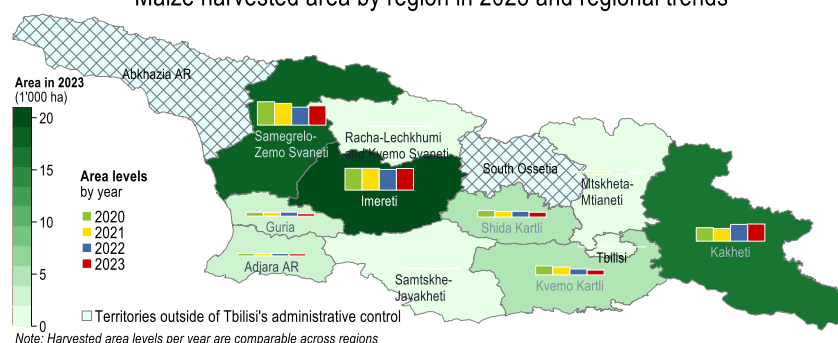 Maize harvested area by region in 2023 and regional trends
Abkhazia AR
Area in 2023
(1'000 ha)
20
15
10
5
0
Samegrelo-
Zemo Svaneti
Racha-Lechkhumi
and Kvemo Svaneti
South Ossetia
Mtskheta-
Mtianeti
Imereti
Area levels
by year
2020
2021
2022
2023
Guria
Shida Kartli
Kakheti
Adjara AR
Tbilisi
Samtskhe-
Javakheti
Kvemo Kartli
Territories outside of Tbilisi's administrative control
Note: Harvested area levels per year are comparable across regions